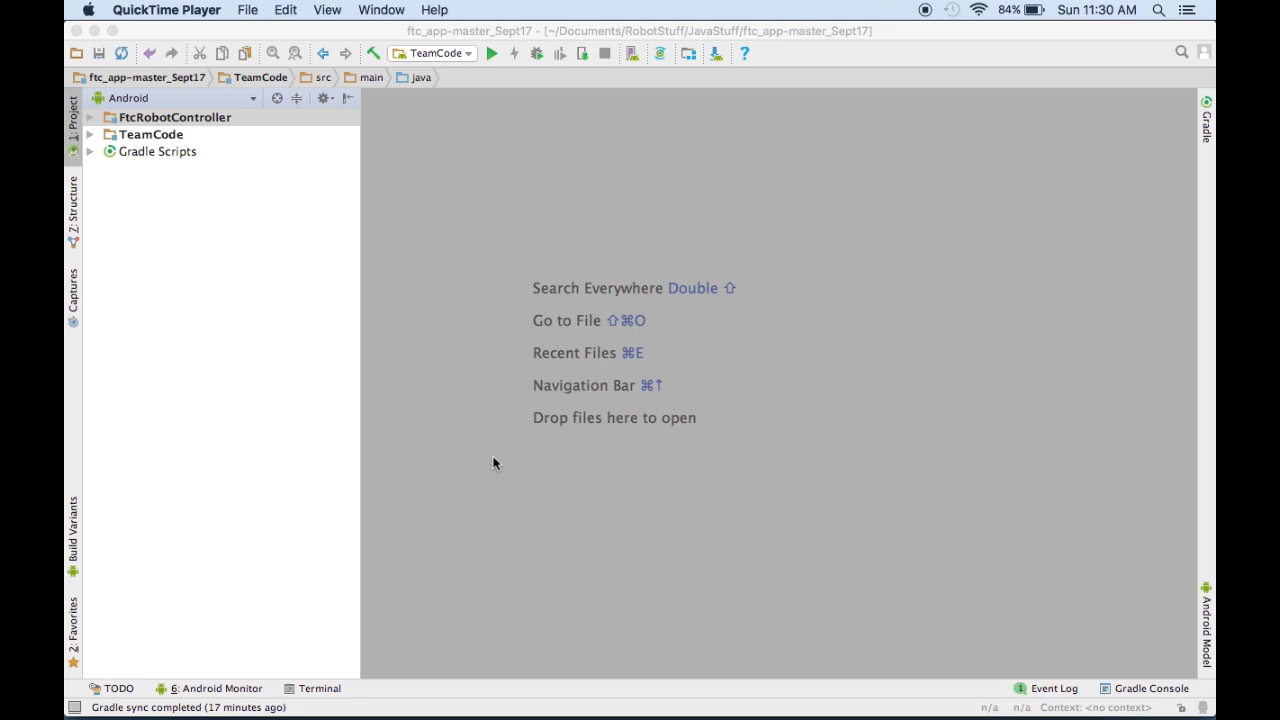 QuickTime Player File Edit View Window Help 84% Sun 11:30 AM
ftc_app-master_Sept17 - [~/Documents/RobotStuff/JavaStuff/ftc_app-master_Sept17]
TeamCode
ftc_app-master_Sept17 TeamCode src main java
Android
FtcRobotController
TeamCode
Gradle Scripts
1: Project
Z: Structure
Captures
Build Variants
2: Favorites
Search Everywhere Double ⇧
Go to File ⇧⌘O
Recent Files ⌘E
Navigation Bar ⌘↑
Drop files here to open
Gradle
Android Model
TODO 6: Android Monitor Terminal 1 Event Log Gradle Console
Gradle sync completed (17 minutes ago) n/a n/a Context: <no context>